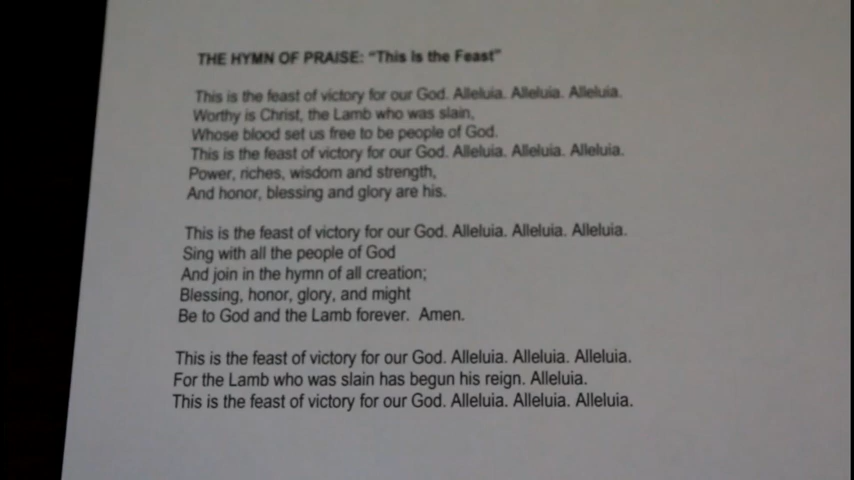 THE HYMN OF PRAISE: "This Is the Feast"
This is the feast of victory for our God. Alleluia. Alleluia. Alleluia.
Worthy is Christ, the Lamb who was slain,
Whose blood set us free to be people of God.
This is the feast of victory for our God. Alleluia. Alleluia. Alleluia.
Power, riches, wisdom and strength,
And honor, blessing and glory are his.
This is the feast of victory for our God. Alleluia. Alleluia. Alleluia.
Sing with all the people of God
And join in the hymn of all creation;
Blessing, honor, glory, and might
Be to God and the Lamb forever. Amen.
This is the feast of victory for our God. Alleluia. Alleluia. Alleluia.
For the Lamb who was slain has begun his reign. Alleluia.
This is the feast of victory for our God. Alleluia. Alleluia. Alleluia.